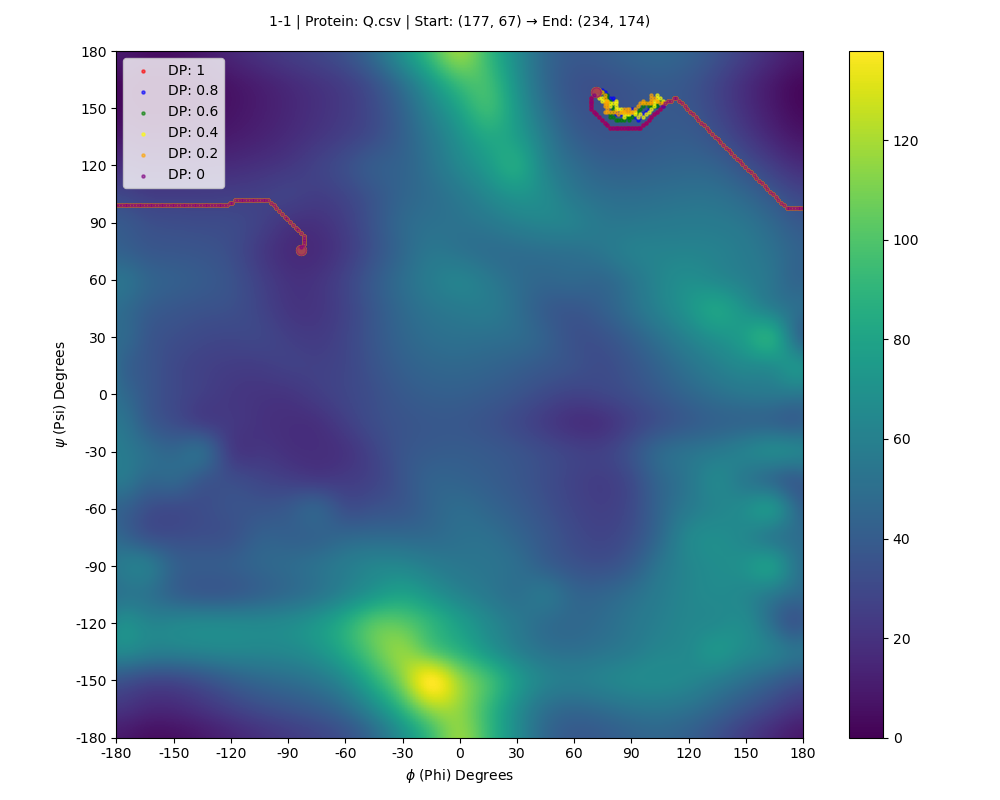 1-1 | Protein: Q.csv | Start: (177, 67) → End: (234, 174)
DP: 1
DP: 0.8
DP: 0.6
DP: 0.4
DP: 0.2
DP: 0
180
150
120
90
60
30
0
-30
-60
-90
-120
-150
-180
ψ (Psi) Degrees
-180 -150 -120 -90 -60 -30 0 30 60 90 120 150 180
ϕ (Phi) Degrees
120
100
80
60
40
20
0